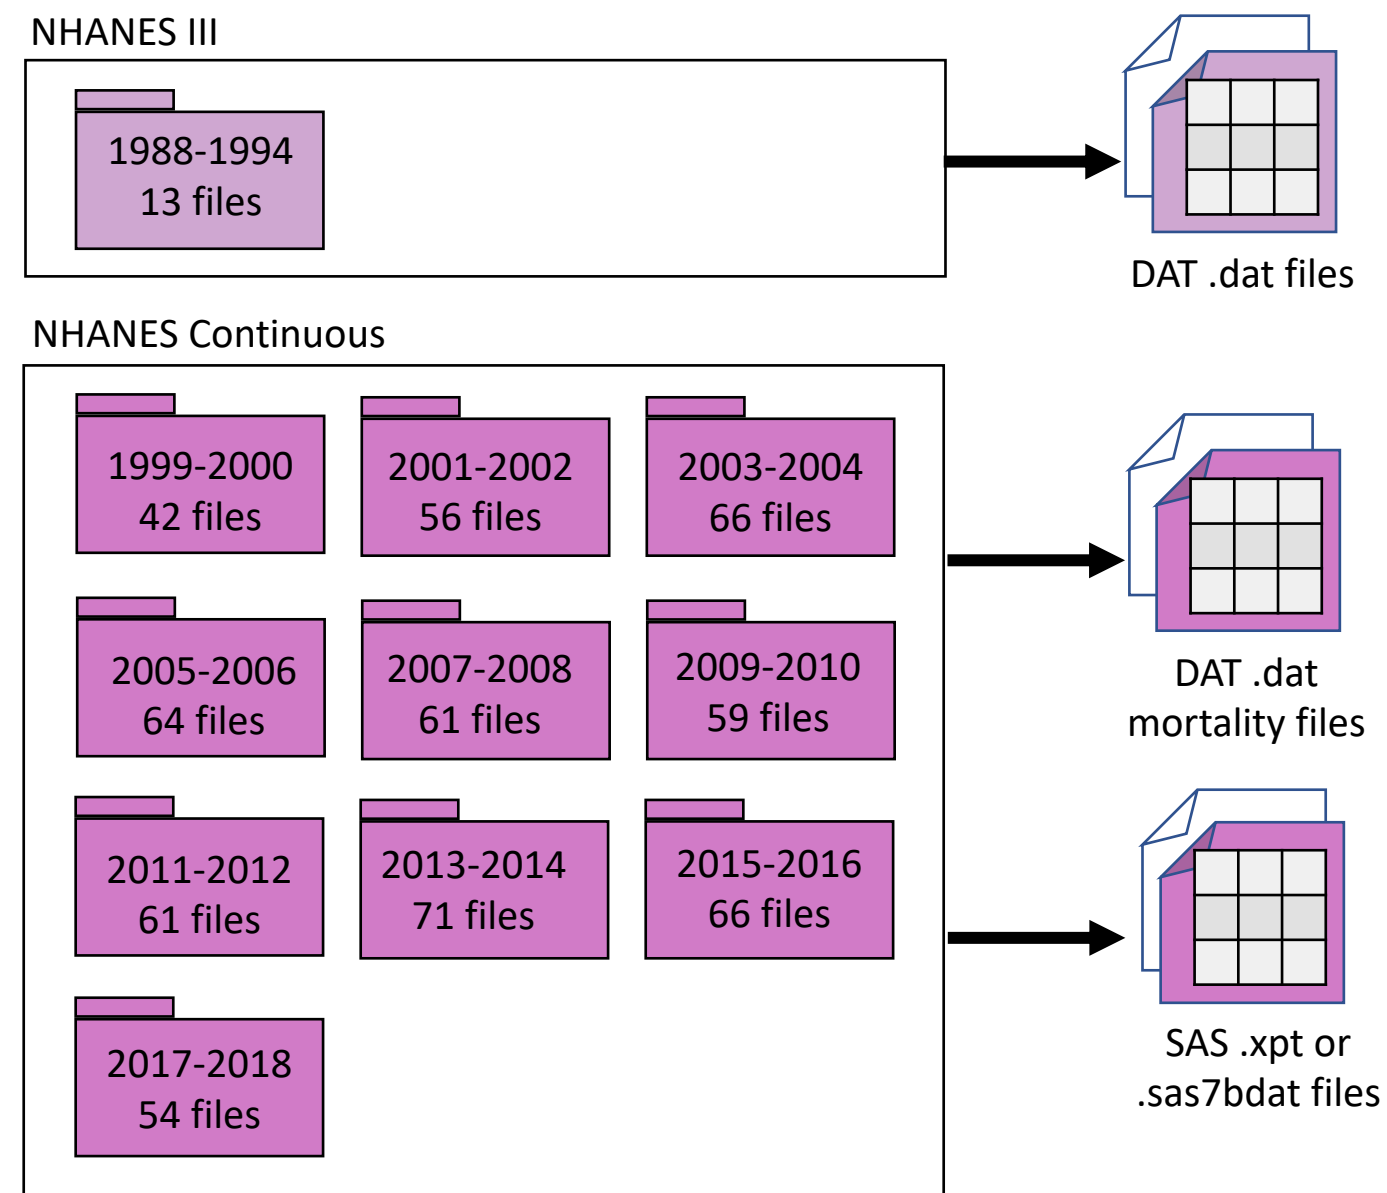 NHANES III
1988-1994
13 files
DAT .dat files
NHANES Continuous
1999-2000
42 files
2001-2002
56 files
2003-2004
66 files
2005-2006
64 files
2007-2008
61 files
2009-2010
59 files
2011-2012
61 files
2013-2014
71 files
2015-2016
66 files
2017-2018
54 files
DAT .dat
mortality files
SAS .xpt or
.sas7bdat files